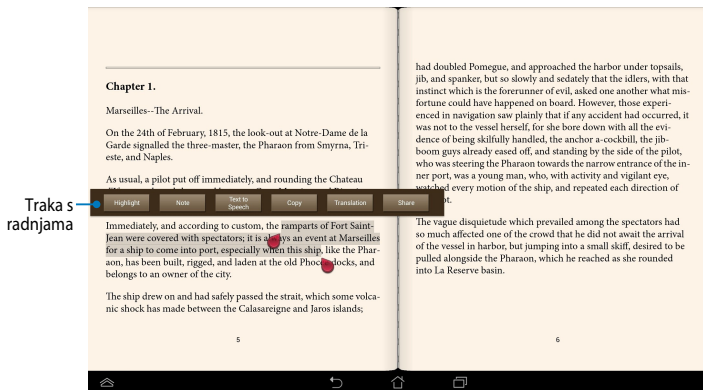 Chapter 1.
Marseilles--The Arrival.
On the 24th of February, 1815, the look-out at Notre-Dame de la
Garde signalled the three-master, the Pharaon from Smyrna, Tri-
este, and Naples.
As usual, a pilot put off immediately, and rounding the Chateau
Traka s radnjama
Highlight
Note
Text to
Speech
Copy
Translation
Share
Immediately, and according to custom, the ramparts of Fort Saint-
Jean were covered with spectators; it is always an event at Marseilles
for a ship to come into port, especially when this ship, like the Phar-
aon, has been built, rigged, and laden at the old Phocee docks, and
belongs to an owner of the city.
The ship drew on and had safely passed the strait, which some volca-
nic shock has made between the Calasareigne and Jaros islands;
5
had doubled Pomegue, and approached the harbor under topsails,
jib, and spanker, but so slowly and sedately that the idlers, with that
instinct which is the forerunner of evil, asked one another what mis-
fortune could have happened on board. However, those experi-
enced in navigation saw plainly that if any accident had occurred, it
was not to the vessel herself, for she bore down with all the evi-
dence of being skilfully handled, the anchor a-cockbill, the jib-
boom guys already eased off, and standing by the side of the pilot,
who was steering the Pharaon towards the narrow entrance of the in-
ner port, was a young man, who, with activity and vigilant eye,
watched every motion of the ship, and repeated each direction of
The vague disquietude which prevailed among the spectators had
so much affected one of the crowd that he did not await the arrival
of the vessel in harbor, but jumping into a small skiff, desired to be
pulled alongside the Pharaon, which he reached as she rounded
into La Reserve basin.
6